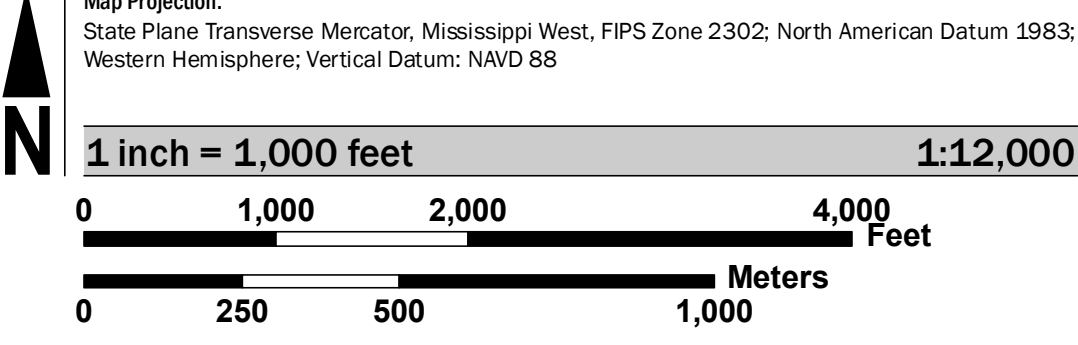 Map Projection:
State Plane Transverse Mercator, Mississippi West, FIPS Zone 2302; North American Datum 1983;
Western Hemisphere; Vertical Datum: NAVD 88
N
1 inch = 1,000 feet 1:12,000
0 1,000 2,000 4,000
Feet
Meters
0 250 500 1,000